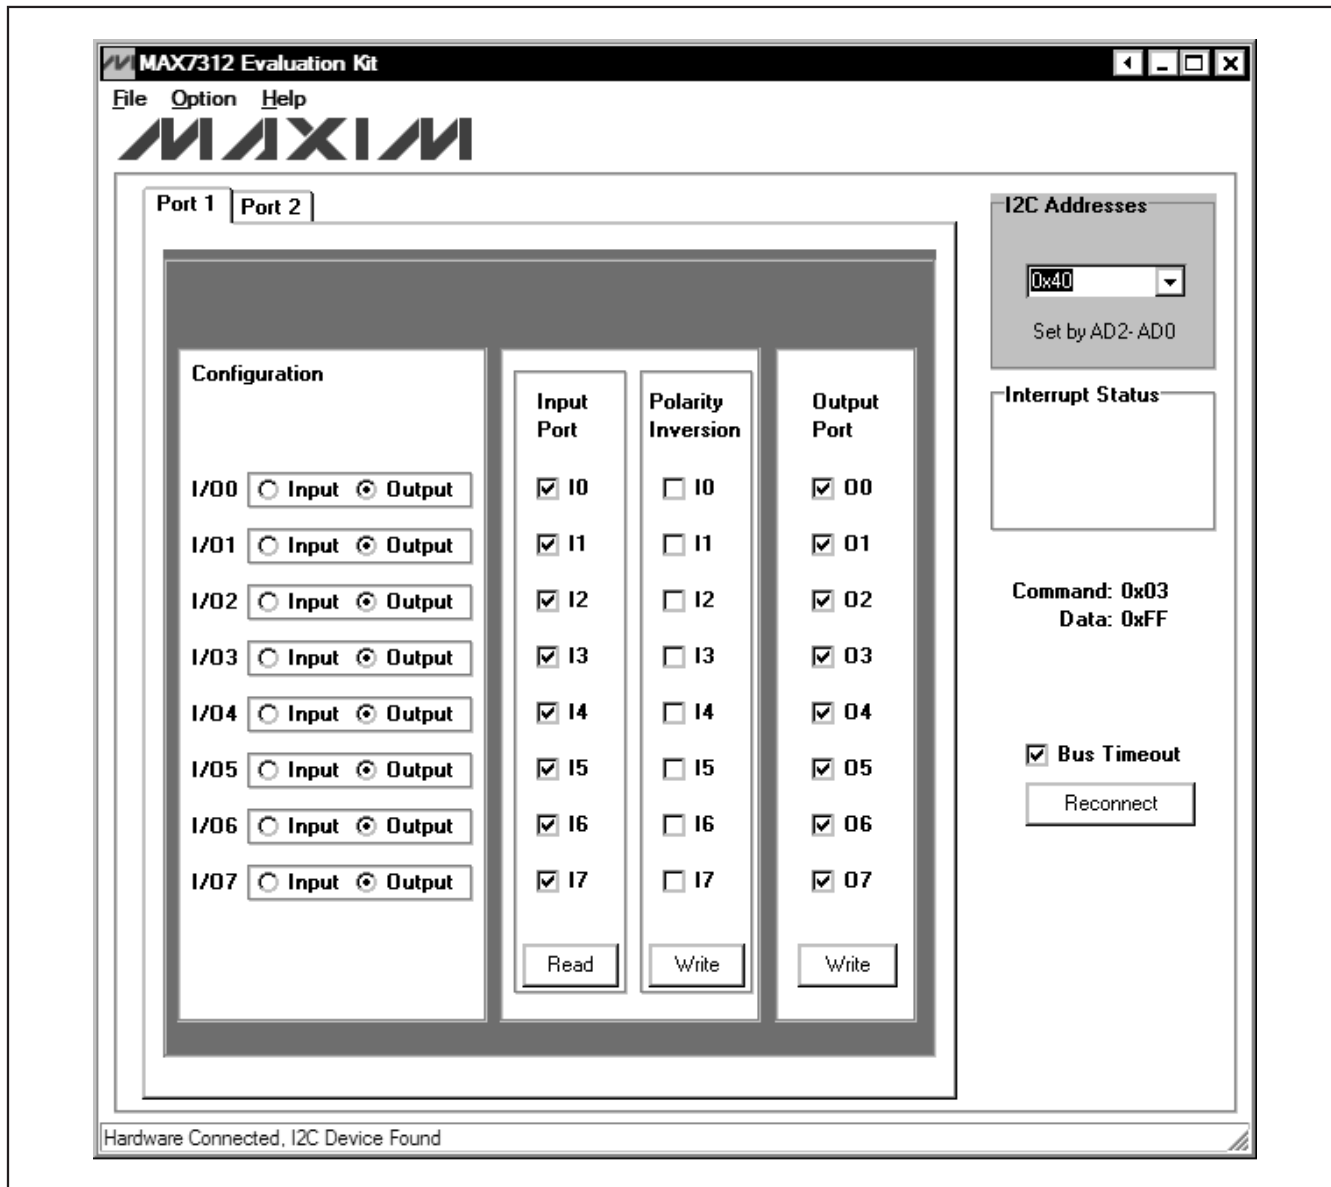 MAX7312 Evaluation Kit
File Option Help
MAXIM
Port 1 Port 2
I2C Addresses
0x40
Set by AD2- AD0
Interrupt Status
Command: 0x03
Data: 0xFF
Bus Timeout
Reconnect
Configuration
Input Port
Polarity Inversion
Output Port
I/O0 Input Output I0 I0 O0
I/O1 Input Output I1 I1 O1
I/O2 Input Output I2 I2 O2
I/O3 Input Output I3 I3 O3
I/O4 Input Output I4 I4 O4
I/O5 Input Output I5 I5 O5
I/O6 Input Output I6 I6 O6
I/O7 Input Output I7 I7 O7
Read Write Write
Hardware Connected, I2C Device Found